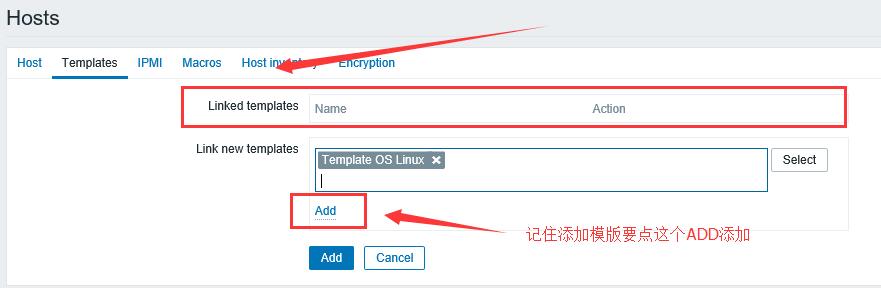 Hosts
Host Templates IPMI Macros Host inventory Encryption
Linked templates Name Action
Link new templates Template OS Linux × Select
Add
记住添加模版要点这个ADD添加
Add Cancel